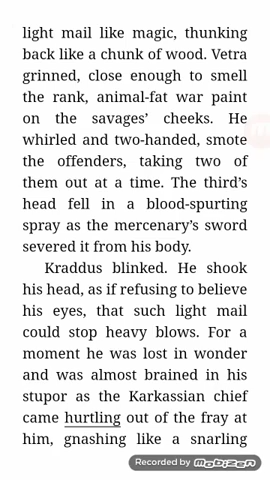 light mail like magic, thunking
back like a chunk of wood. Vetra
grinned, close enough to smell
the rank, animal-fat war paint
on the savages’ cheeks. He
whirled and two-handed, smote
the offenders, taking two of
them out at a time. The third’s
head fell in a blood-spurting
spray as the mercenary’s sword
severed it from his body.
Kraddus blinked. He shook
his head, as if refusing to believe
his eyes, that such light mail
could stop heavy blows. For a
moment he was lost in wonder
and was almost brained in his
stupor as the Karkassian chief
came hurtling out of the fray at
him, gnashing like a snarling
Recorded by Mobizen